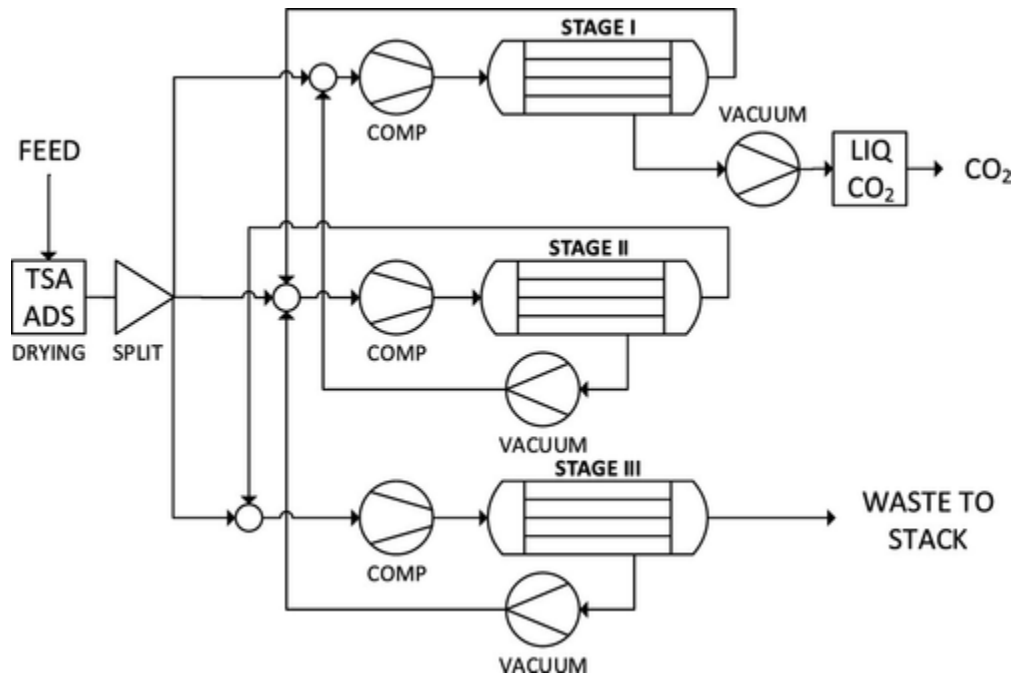 STAGE I
COMP
VACUUM
FEED
LIQ
CO₂
CO₂
STAGE II
TSA
ADS
DRYING
SPLIT
COMP
VACUUM
STAGE III
WASTE TO
STACK
COMP
VACUUM